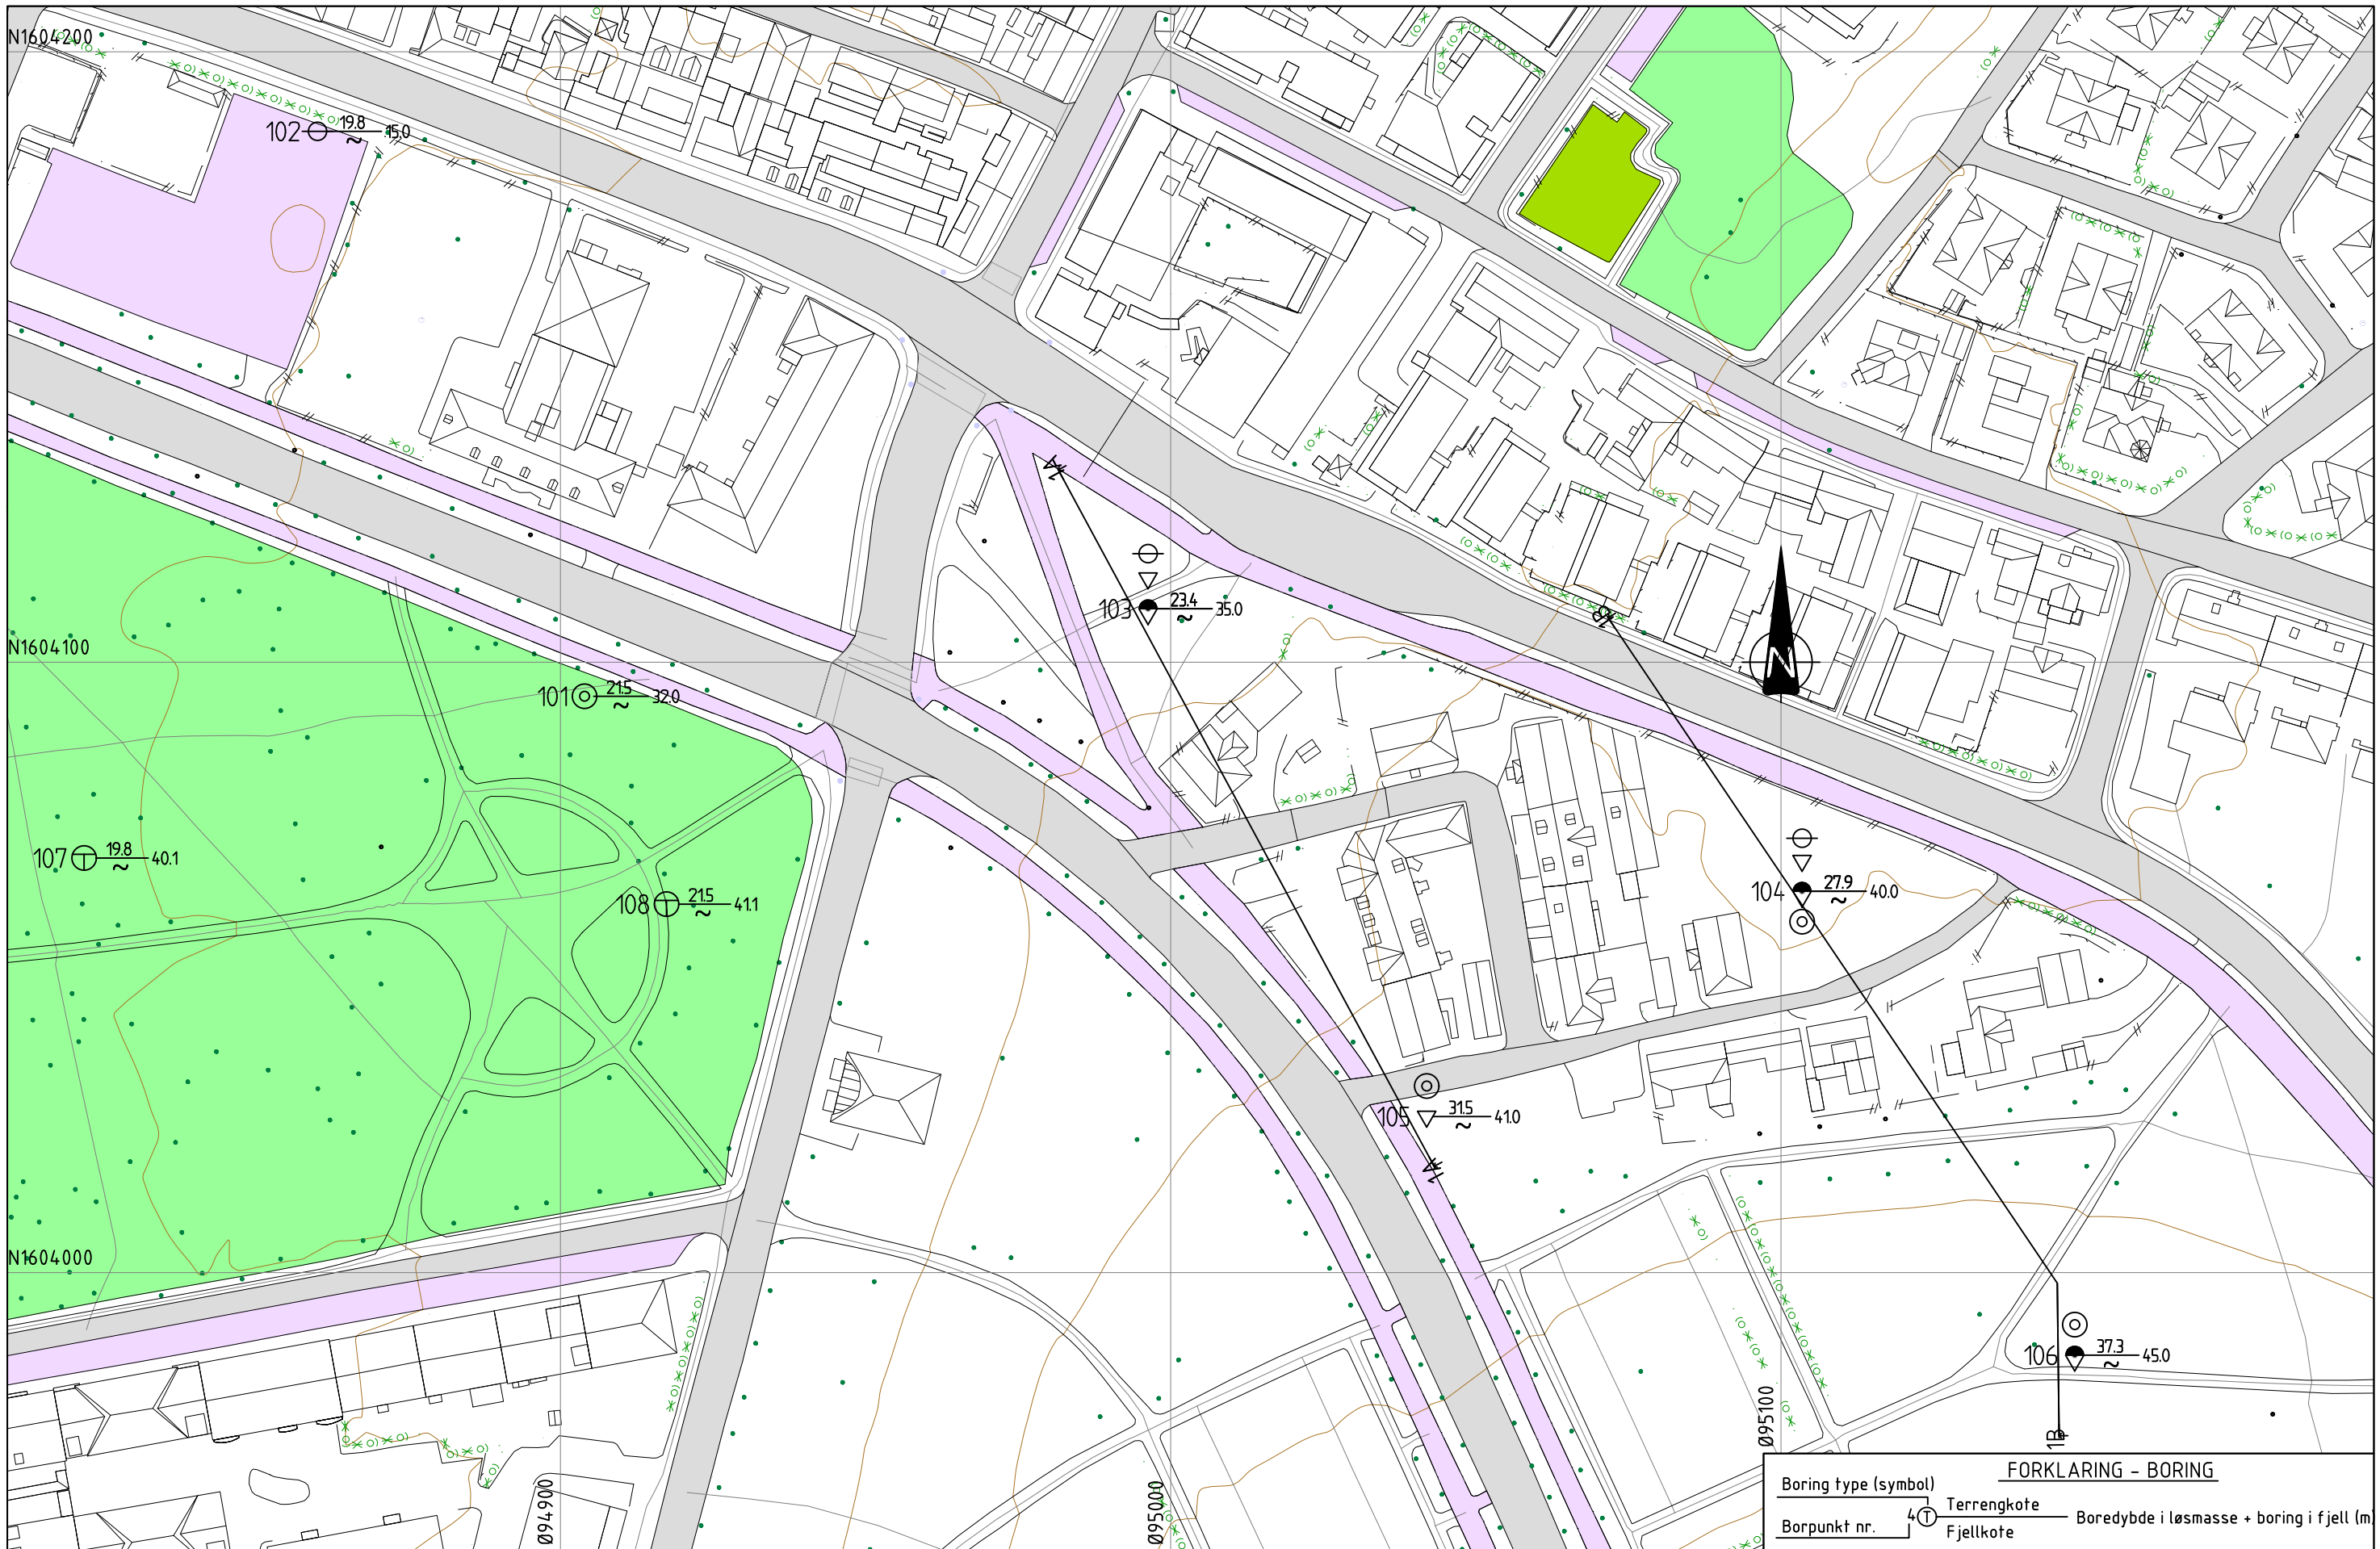 N1604200
102 19.8 15.0
~
103 23.4 35.0
~
N
N1604100
101 21.5 32.0
~
107 19.8 40.1
~
104 27.9 40.0
~
108 21.5 41.1
~
105 31.5 41.0
~
N1604000
106 37.3 45.0
~
Ø94900
Ø95000
Ø95100
1B
FORKLARING - BORING
Boring type (symbol)
Terrengkote
4 T Boredybde i løsmasse + boring i fjell (m)
Borpunkt nr.
Fjellkote